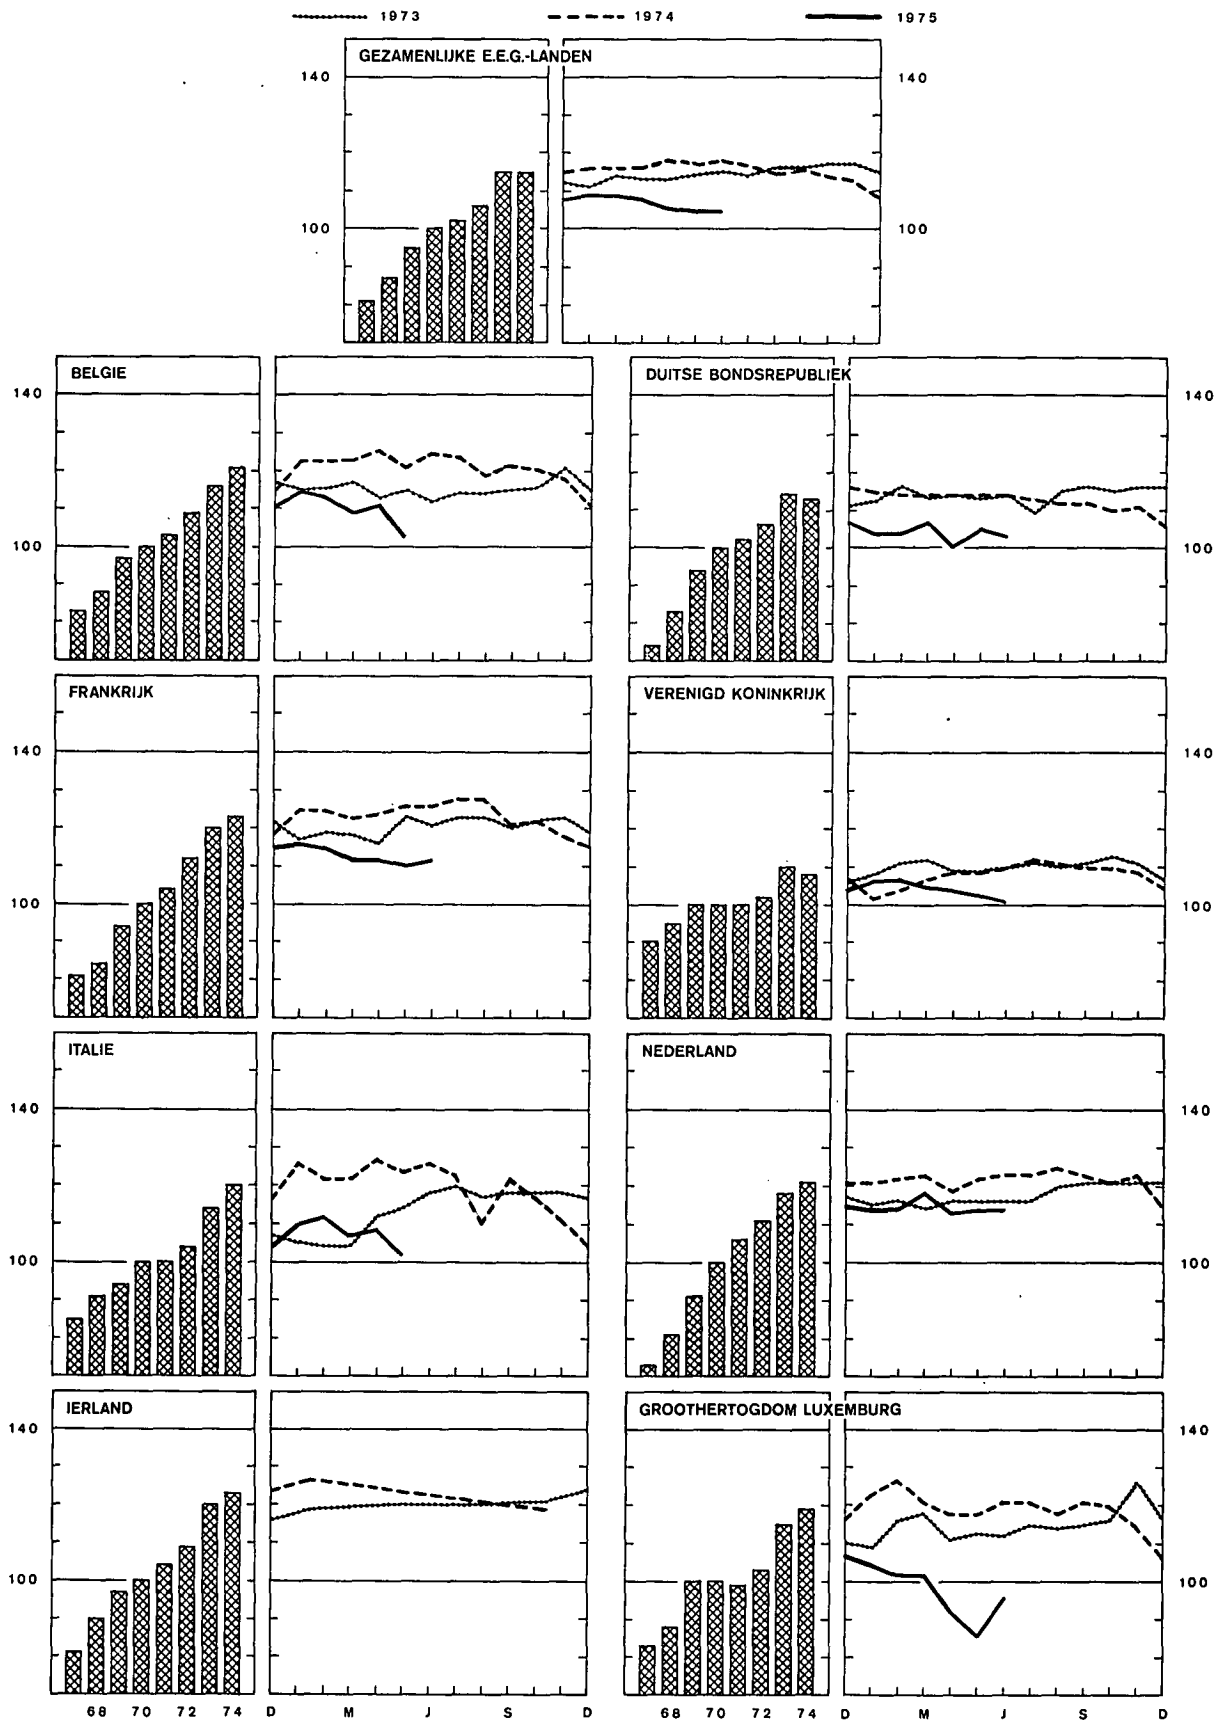 1973 1974 1975
GEZAMENLIJKE E.E.G.-LANDEN
140 140
100 100
BELGIE DUITSE BONDSREPUBLIEK
140 140
100 100
FRANKRIJK VERENIGD KONINKRIJK
140 140
100 100
ITALIE NEDERLAND
140 140
100 100
IERLAND GROOTHERTOGDOM LUXEMBURG
140 140
100 100
68 70 72 74 D M J S D 68 70 72 74 D M J S D